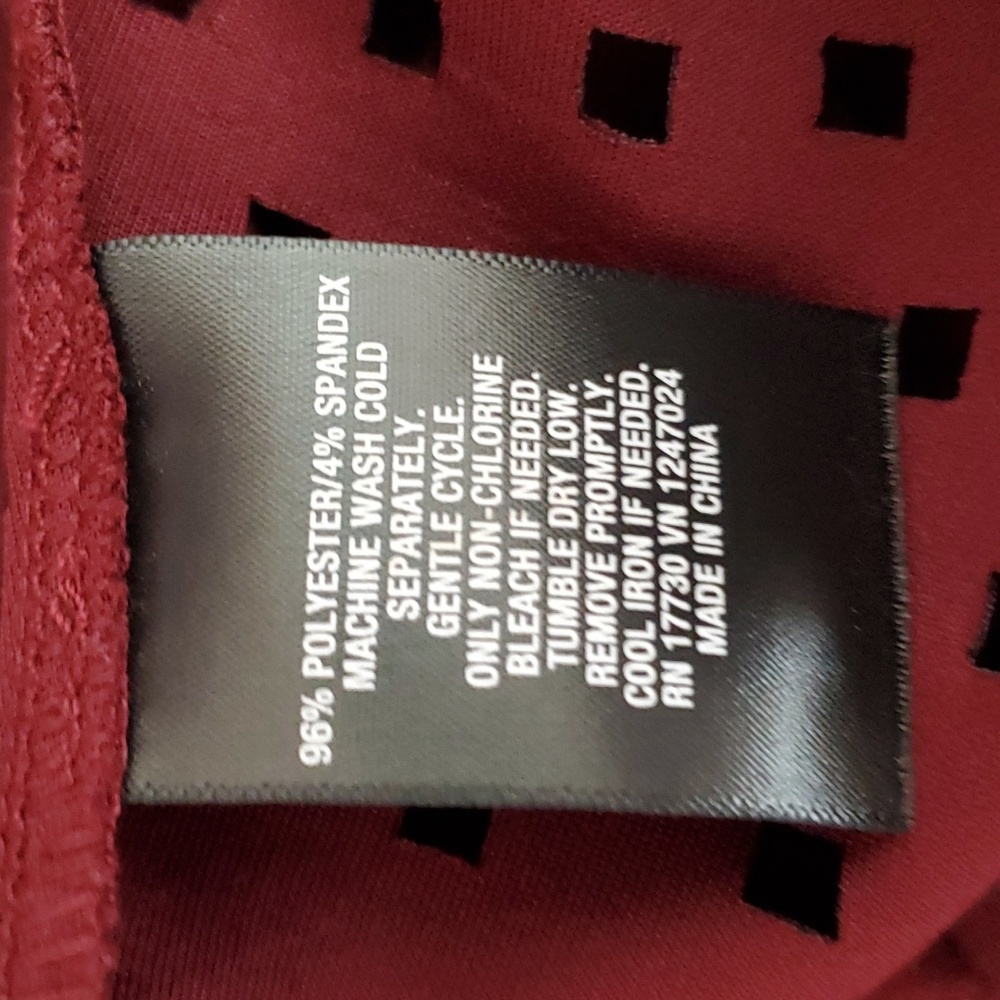 96% POLYESTER/4% SPANDEX
MACHINE WASH COLD
SEPARATELY.
GENTLE CYCLE.
ONLY NON-CHLORINE
BLEACH IF NEEDED.
TUMBLE DRY LOW.
REMOVE PROMPTLY.
COOL IRON IF NEEDED.
RN 17730 VN 1247024
MADE IN CHINA